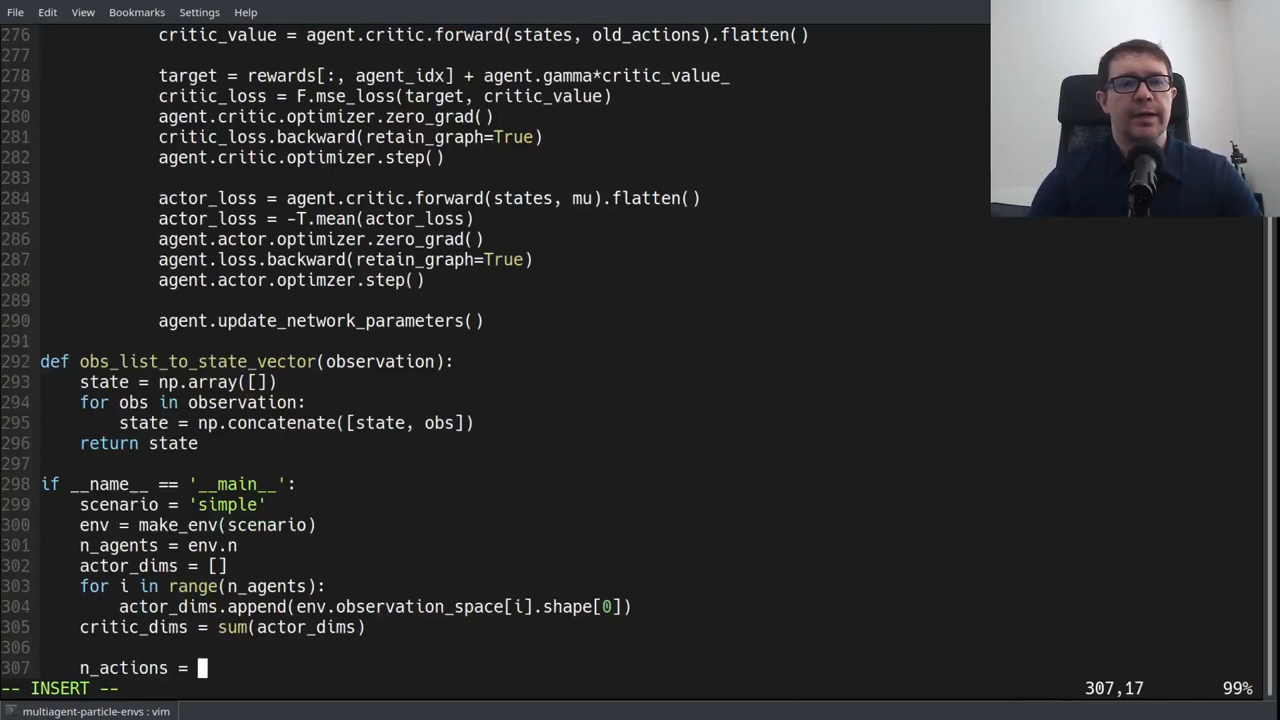 File Edit View Bookmarks Settings Help
276 critic_value = agent.critic.forward(states, old_actions).flatten()
277
278 target = rewards[:, agent_idx] + agent.gamma*critic_value_
279 critic_loss = F.mse_loss(target, critic_value)
280 agent.critic.optimizer.zero_grad()
281 critic_loss.backward(retain_graph=True)
282 agent.critic.optimizer.step()
283
284 actor_loss = agent.critic.forward(states, mu).flatten()
285 actor_loss = -T.mean(actor_loss)
286 agent.actor.optimizer.zero_grad()
287 agent.loss.backward(retain_graph=True)
288 agent.actor.optimzer.step()
289
290 agent.update_network_parameters()
291
292 def obs_list_to_state_vector(observation):
293 state = np.array([])
294 for obs in observation:
295 state = np.concatenate([state, obs])
296 return state
297
298 if __name__ == '__main__':
299 scenario = 'simple'
300 env = make_env(scenario)
301 n_agents = env.n
302 actor_dims = []
303 for i in range(n_agents):
304 actor_dims.append(env.observation_space[i].shape[0])
305 critic_dims = sum(actor_dims)
306
307 n_actions =
-- INSERT -- 307,17 99%
multiagent-particle-envs : vim